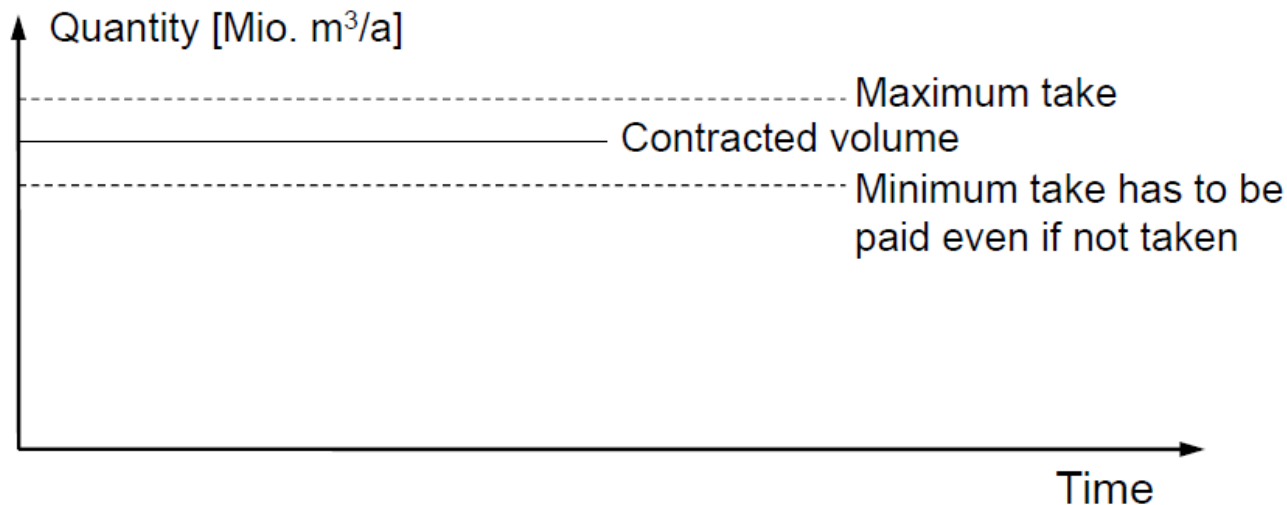 Quantity [Mio. m³/a]
Maximum take
Contracted volume
Minimum take has to be
paid even if not taken
Time